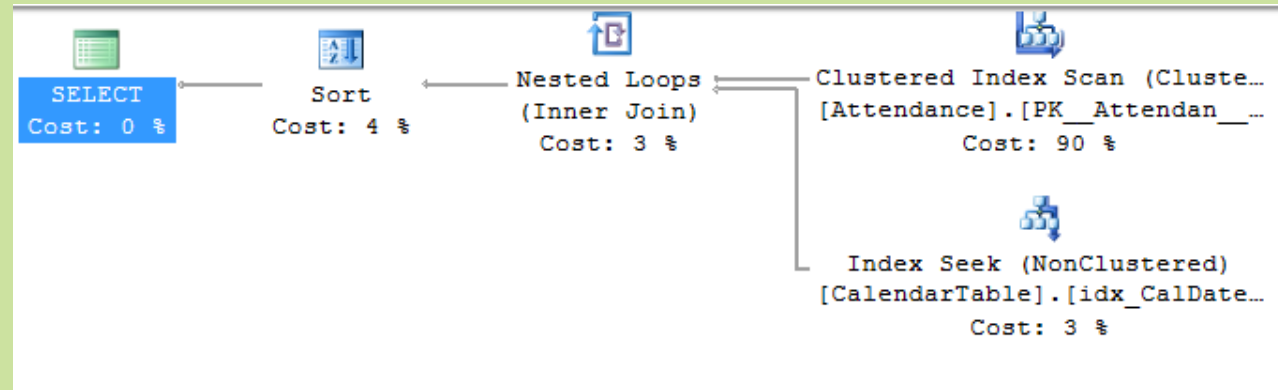 SELECT
Cost: 0 %
Sort
Cost: 4 %
Nested Loops
(Inner Join)
Cost: 3 %
Clustered Index Scan (Cluste…
[Attendance].[PK__Attendan__…
Cost: 90 %
Index Seek (NonClustered)
[CalendarTable].[idx_CalDate…
Cost: 3 %